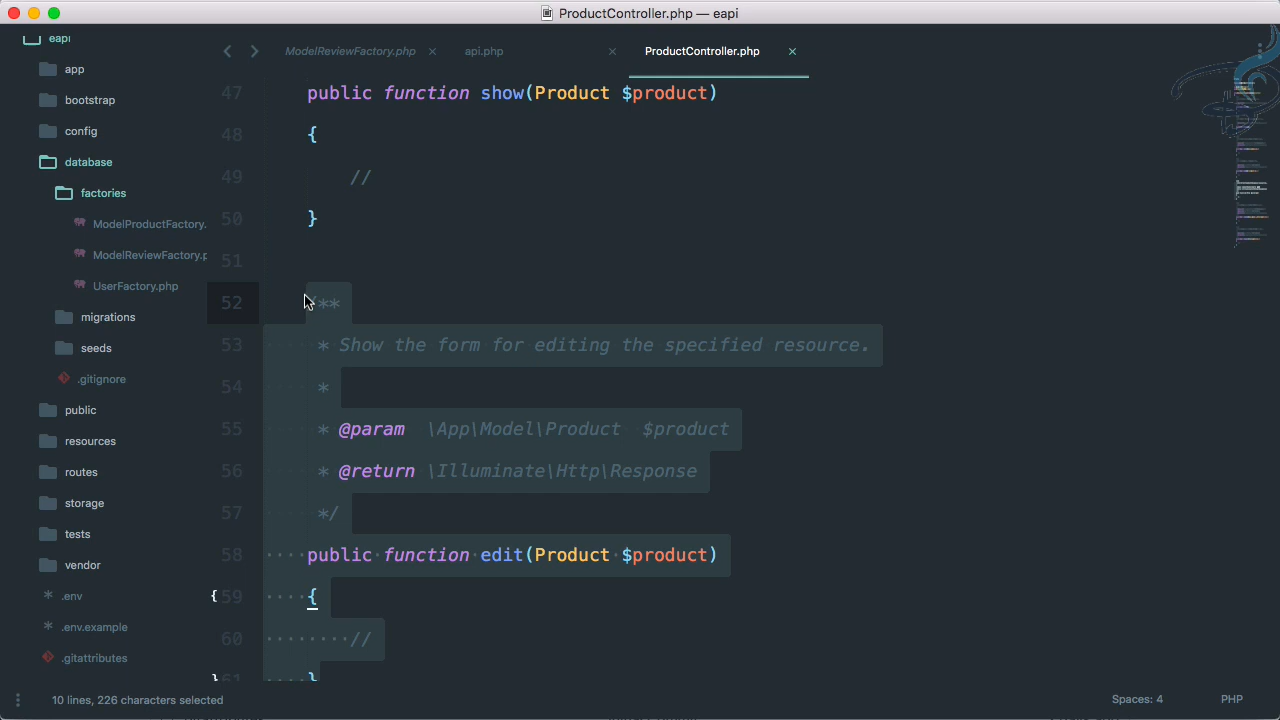 ProductController.php — eapi
eapi
app
bootstrap
config
database
factories
ModelProductFactory.
ModelReviewFactory.p
UserFactory.php
migrations
seeds
.gitignore
public
resources
routes
storage
tests
vendor
* .env
* .env.example
.gitattributes
ModelReviewFactory.php
api.php
ProductController.php
47 public function show(Product $product)
48 {
49 //
50 }
51
52 /**
53 * Show the form for editing the specified resource.
54 *
55 * @param \App\Model\Product $product
56 * @return \Illuminate\Http\Response
57 */
58 public function edit(Product $product)
{ 59 {
60 //
} 61 }
10 lines, 226 characters selected
Spaces: 4
PHP